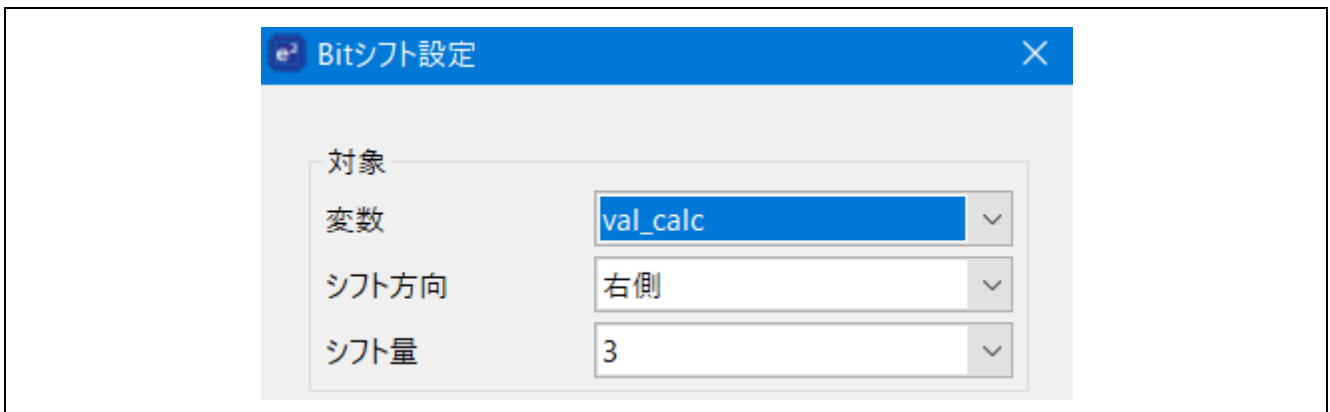 e² Bitシフト設定
対象
変数 val_calc
シフト方向 右側
シフト量 3